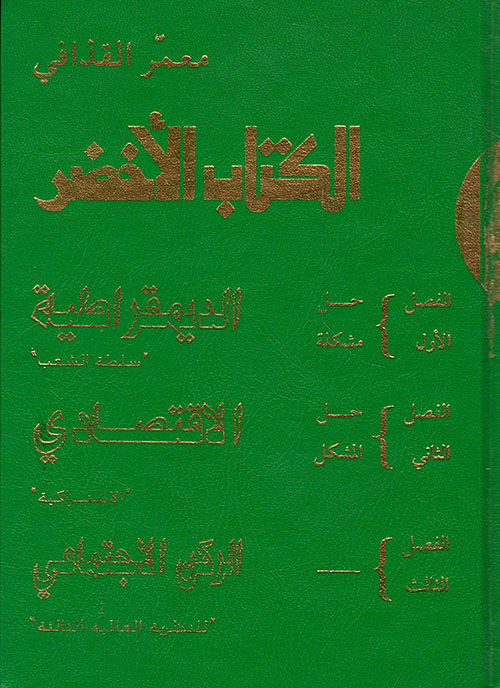 معمّر القذافي
الكتاب الأخضر
الفصل الأول } حل مشكلة الديمقراطية
"سلطة الشعب"
الفصل الثاني } حل المشكل الاقتصادي
"الاشتراكية"
الفصل الثالث } — الركن الاجتماعي
"للنظرية العالمية الثالثة"